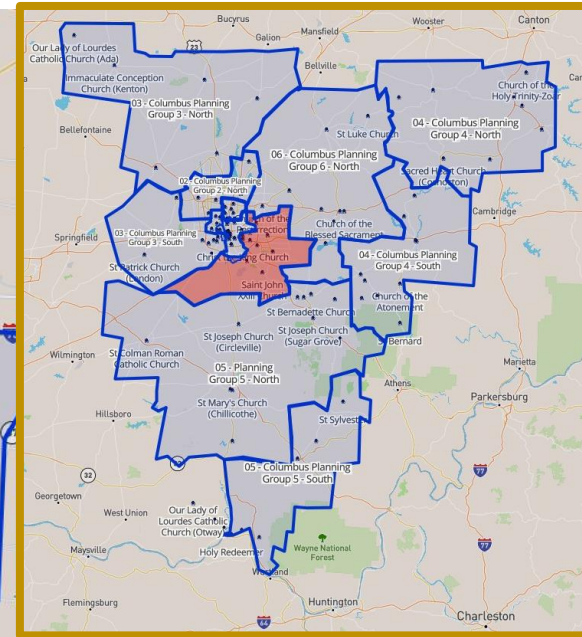 Bucyrus
Wooster
Canton
Galion
Mansfield
23
Our Lady of Lourdes
Catholic Church (Ada)
Bellville
Immaculate Conception
Church (Kenton)
Church of the
Holy Trinity-Zoar
03 - Columbus Planning
Group 3 - North
04 - Columbus Planning
Group 4 - North
Bellefontaine
St Luke Church
06 - Columbus Planning
Group 6 - North
Sacred Heart Church
(Coshocton)
02 - Columbus Planning
Group 2 - North
Cambridge
Church of the
Blessed Sacrament
Springfield
03 - Columbus Planning
Group 3 - South
04 - Columbus Planning
Group 4 - South
St Patrick Church
(London)
Saint John
XXIII Church
Church of the
Atonement
St Bernadette Church
St Joseph Church
(Circleville)
St Joseph Church
(Sugar Grove)
St Bernard
Wilmington
St Colman Roman
Catholic Church
Marietta
05 - Planning
Group 5 - North
Athens
Parkersburg
Hillsboro
St Mary's Church
(Chillicothe)
St Sylvester
77
32
05 - Columbus Planning
Group 5 - South
Georgetown
West Union
Our Lady of
Lourdes Catholic
Church (Otway)
Wayne National
Forest
77
Maysville
Holy Redeemer
Flemingsburg
Huntington
64
Charleston